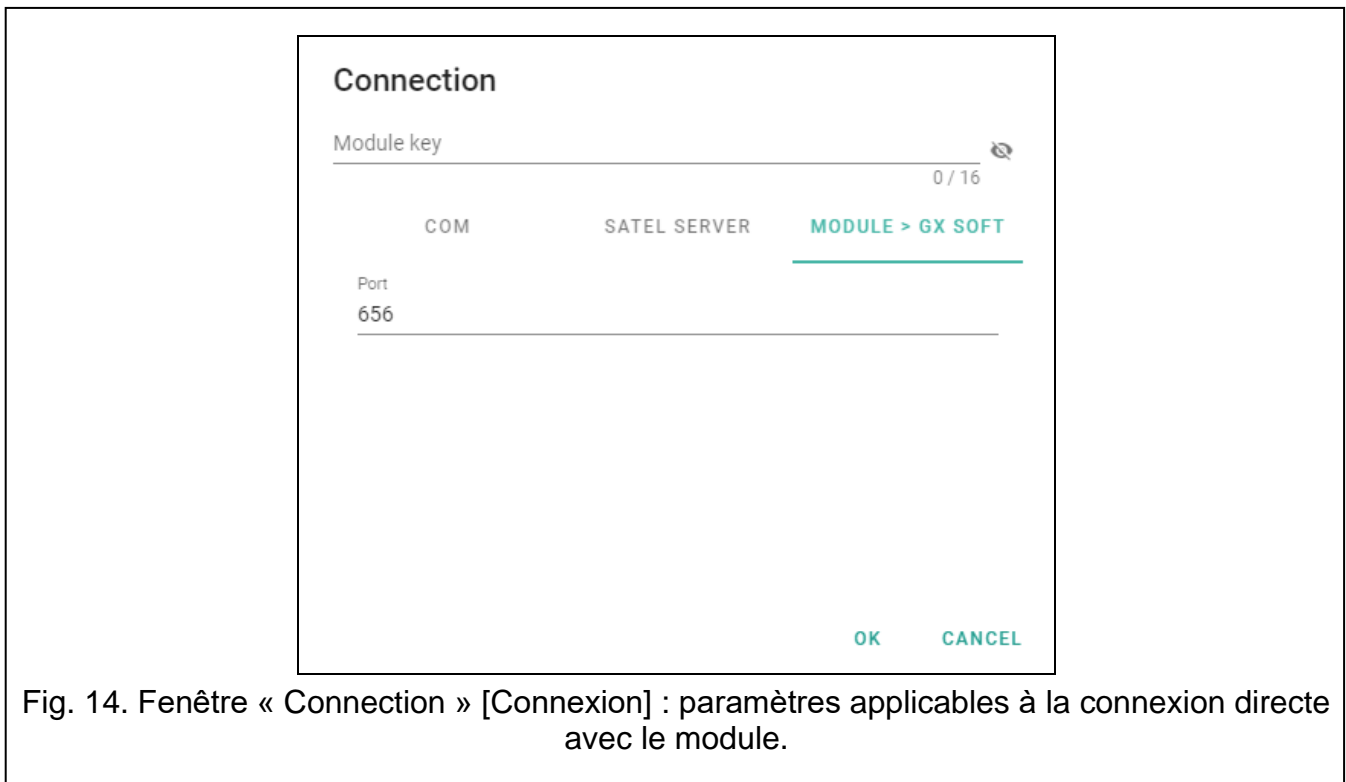 Connection
Module key
0 / 16
COM SATEL SERVER MODULE > GX SOFT
Port
656
OK CANCEL
Fig. 14. Fenêtre « Connection » [Connexion] : paramètres applicables à la connexion directe
avec le module.